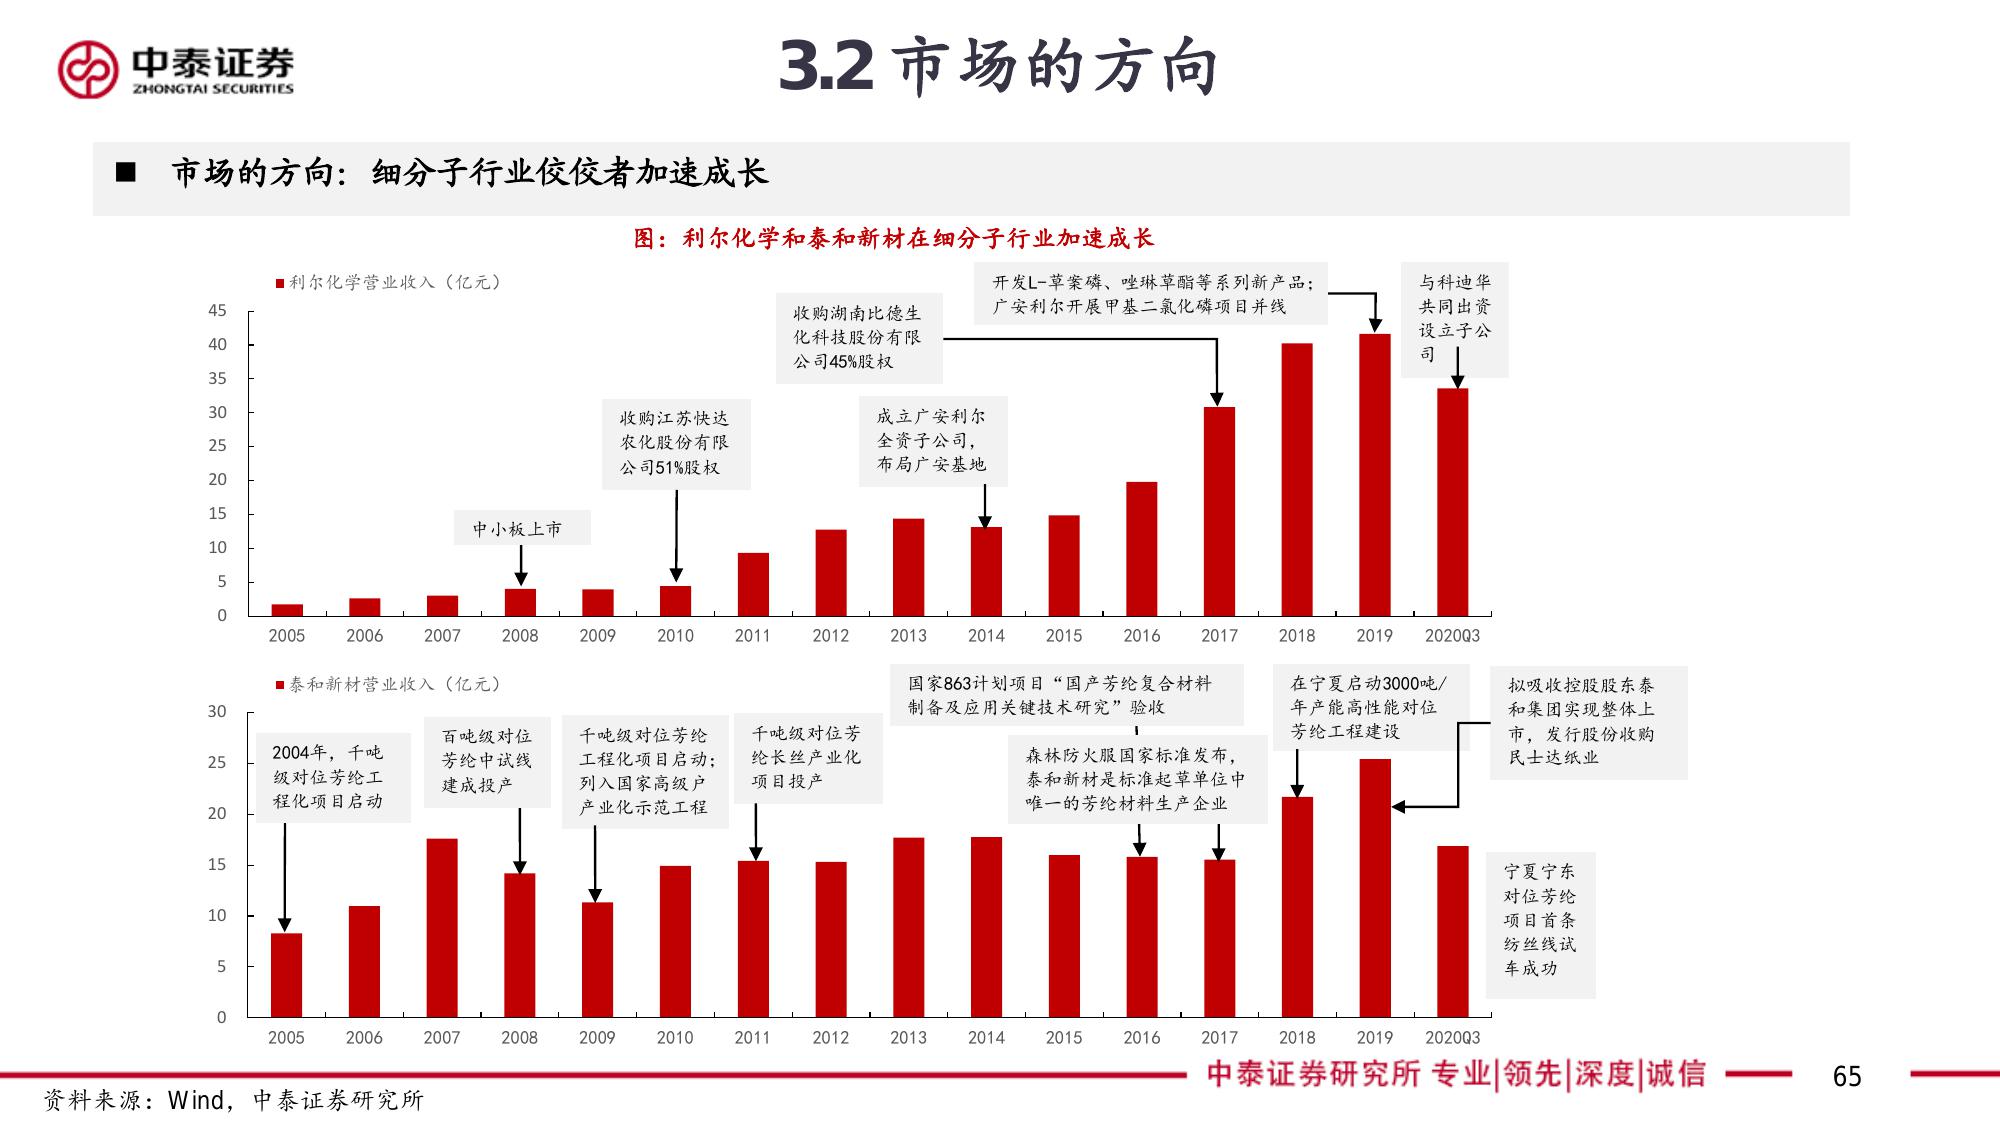 中泰证券
ZHONGTAI SECURITIES
3.2 市场的方向
■ 市场的方向：细分子行业佼佼者加速成长
图：利尔化学和泰和新材在细分子行业加速成长
利尔化学营业收入（亿元）
45
40
35
30
25
20
15
10
5
0
中小板上市
收购江苏快达
农化股份有限
公司51%股权
收购湖南比德生
化科技股份有限
公司45%股权
成立广安利尔
全资子公司，
布局广安基地
开发L-草案磷、唑琳草酯等系列新产品；
广安利尔开展甲基二氯化磷项目并线
与科迪华
共同出资
设立子公
司
2005 2006 2007 2008 2009 2010 2011 2012 2013 2014 2015 2016 2017 2018 2019 2020Q3
泰和新材营业收入（亿元）
30
25
20
15
10
5
0
2004年，千吨
级对位芳纶工
程化项目启动
百吨级对位
芳纶中试线
建成投产
千吨级对位芳纶
工程化项目启动；
列入国家高级户
产业化示范工程
千吨级对位芳
纶长丝产业化
项目投产
国家863计划项目“国产芳纶复合材料
制备及应用关键技术研究”验收
森林防火服国家标准发布，
泰和新材是标准起草单位中
唯一的芳纶材料生产企业
在宁夏启动3000吨/
年产能高性能对位
芳纶工程建设
拟吸收控股股东泰
和集团实现整体上
市，发行股份收购
民士达纸业
宁夏宁东
对位芳纶
项目首条
纺丝线试
车成功
2005 2006 2007 2008 2009 2010 2011 2012 2013 2014 2015 2016 2017 2018 2019 2020Q3
中泰证券研究所 专业|领先|深度|诚信
65
资料来源：Wind，中泰证券研究所